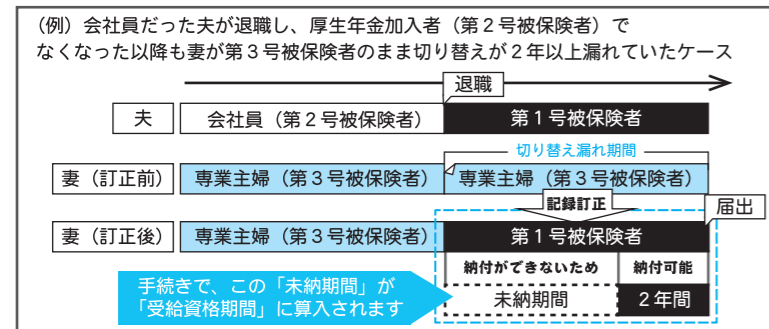 （例）会社員だった夫が退職し、厚生年金加入者（第２号被保険者）で
なくなった以降も妻が第３号被保険者のまま切り替えが２年以上漏れていたケース
退職
夫
会社員（第２号被保険者）
第１号被保険者
切り替え漏れ期間
妻（訂正前）
専業主婦（第３号被保険者）
専業主婦（第３号被保険者）
記録訂正
届出
妻（訂正後）
専業主婦（第３号被保険者）
第１号被保険者
納付ができないため
納付可能
手続きで、この「未納期間」が
「受給資格期間」に算入されます
未納期間
２年間